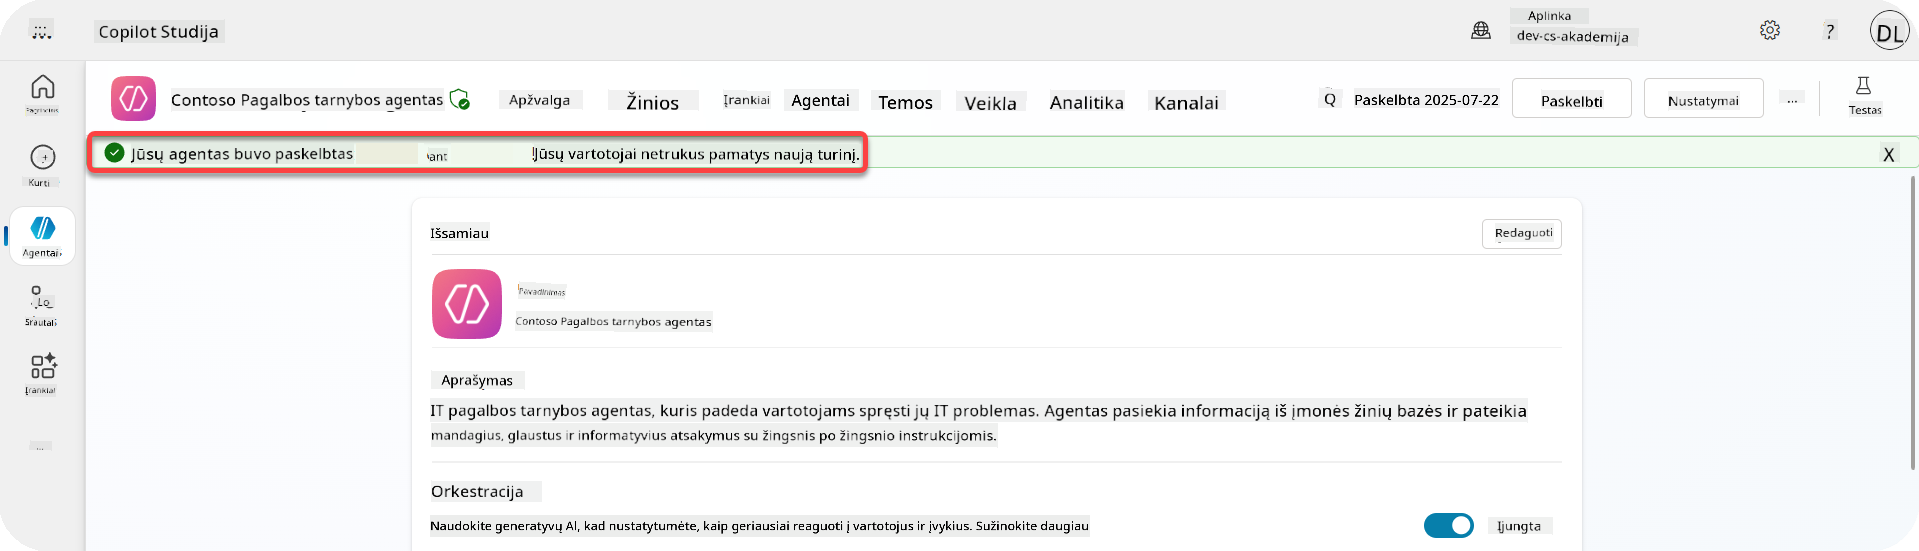 Copilot Studija
Aplinka
dev-cs-akademija
?
DL
Pagrindinis
Contoso Pagalbos tarnybos agentas
Apžvalga
Žinios
Įrankiai
Agentai
Temos
Veikla
Analitika
Kanalai
Q
Paskelbta 2025-07-22
Paskelbti
Nustatymai
...
Testas
Jūsų agentas buvo paskelbtas
Jūsų vartotojai netrukus pamatys naują turinį.
X
Kurti
Agentai
Srautai
Įrankiai
Išsamiau
Redaguoti
Pavadinimas
Contoso Pagalbos tarnybos agentas
Aprašymas
IT pagalbos tarnybos agentas, kuris padeda vartotojams spręsti jų IT problemas. Agentas pasiekia informaciją iš įmonės žinių bazės ir pateikia
mandagius, glaustus ir informatyvius atsakymus su žingsnis po žingsnio instrukcijomis.
Orkestracija
Naudokite generatyvų AI, kad nustatytumėte, kaip geriausiai reaguoti į vartotojus ir įvykius. Sužinokite daugiau
Įjungta